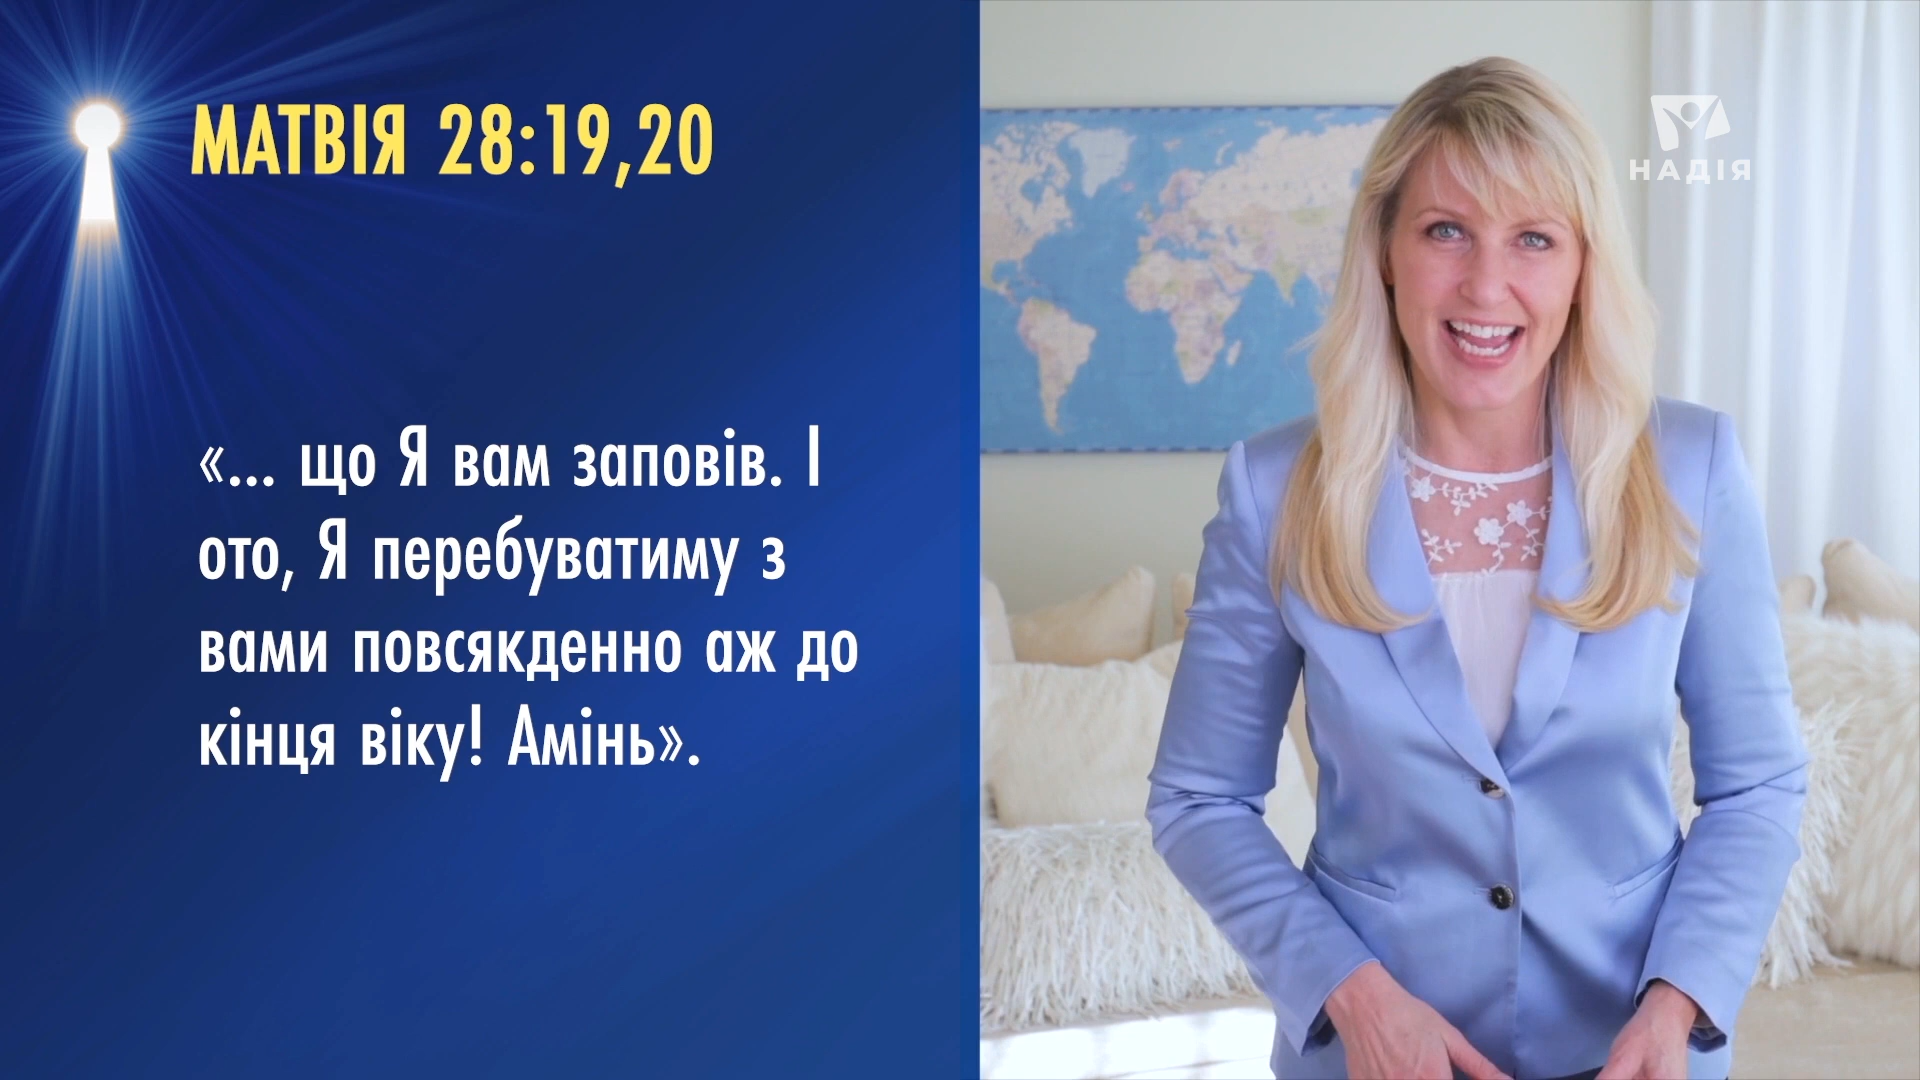 МАТВІЯ 28:19,20
«... що Я вам заповів. І
ото, Я перебуватиму з
вами повсякденно аж до
кінця віку! Амінь».
НАДІЯ